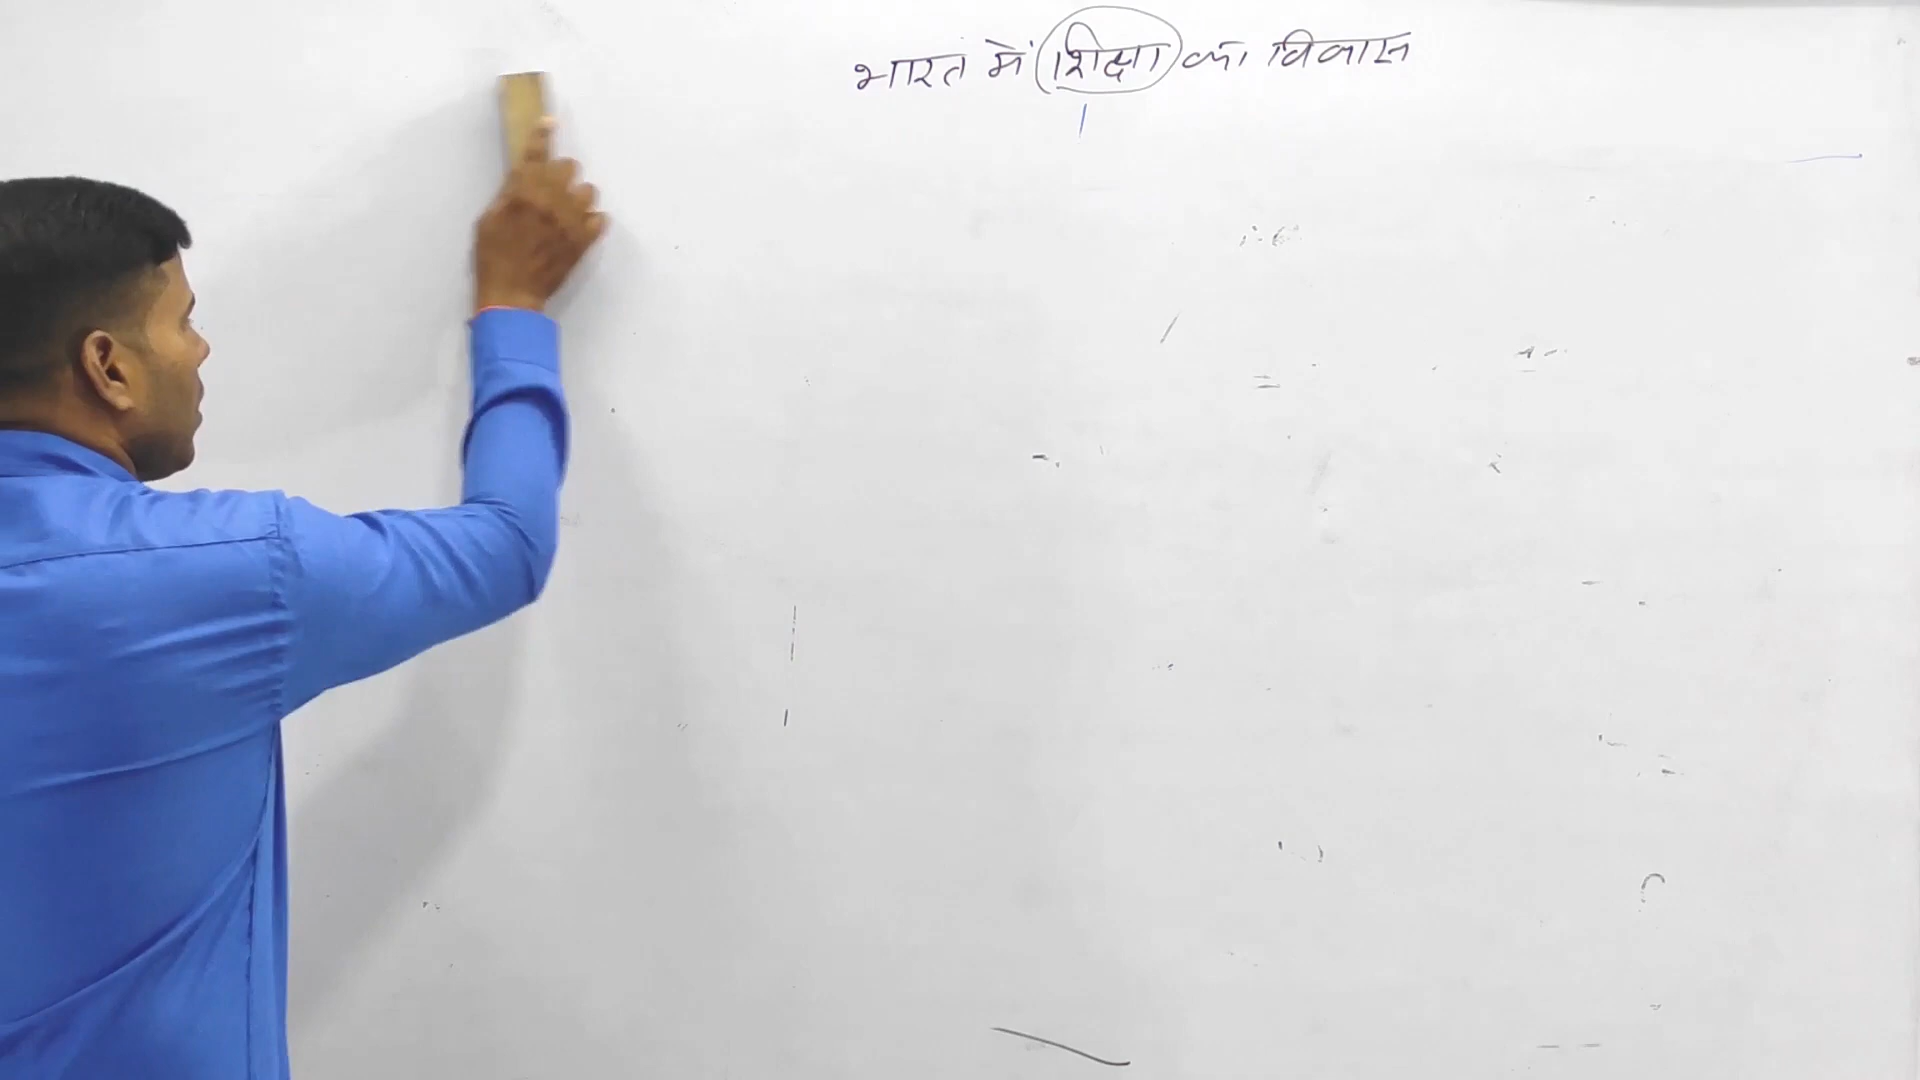 भारत में शिक्षा का विकास